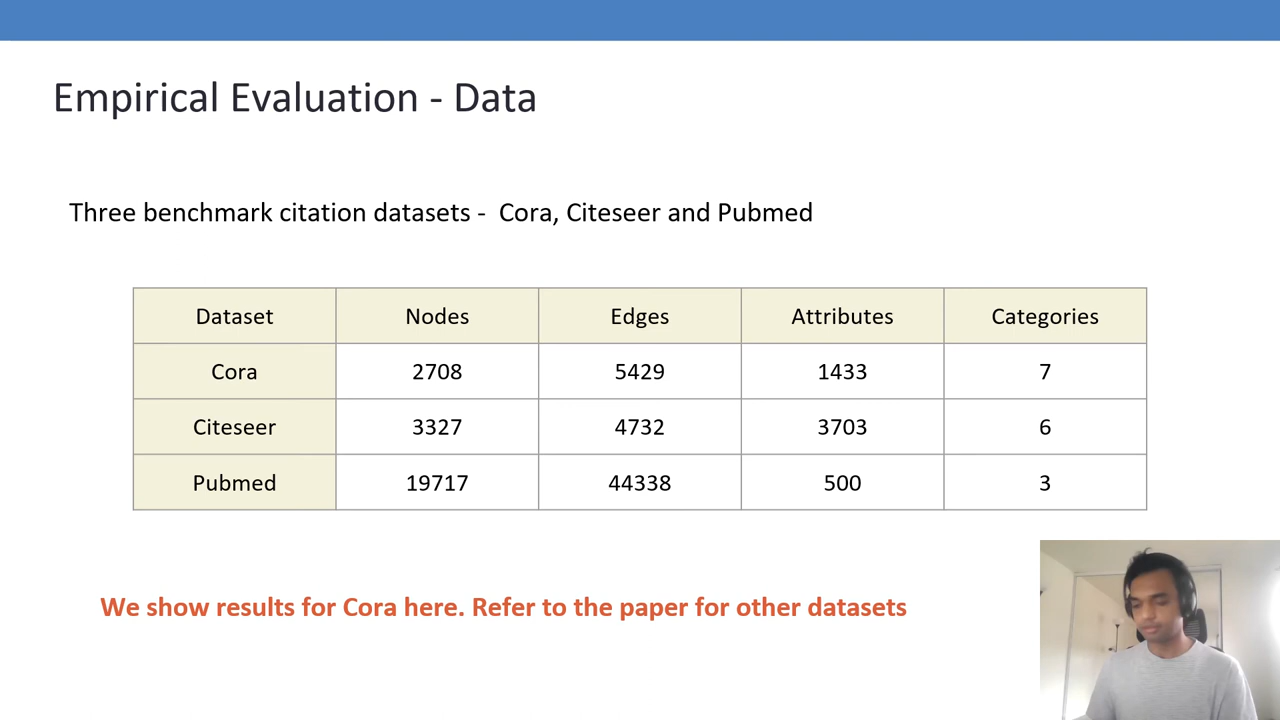 Empirical Evaluation - Data
Three benchmark citation datasets - Cora, Citeseer and Pubmed
Dataset Nodes Edges Attributes Categories
Cora 2708 5429 1433 7
Citeseer 3327 4732 3703 6
Pubmed 19717 44338 500 3
We show results for Cora here. Refer to the paper for other datasets